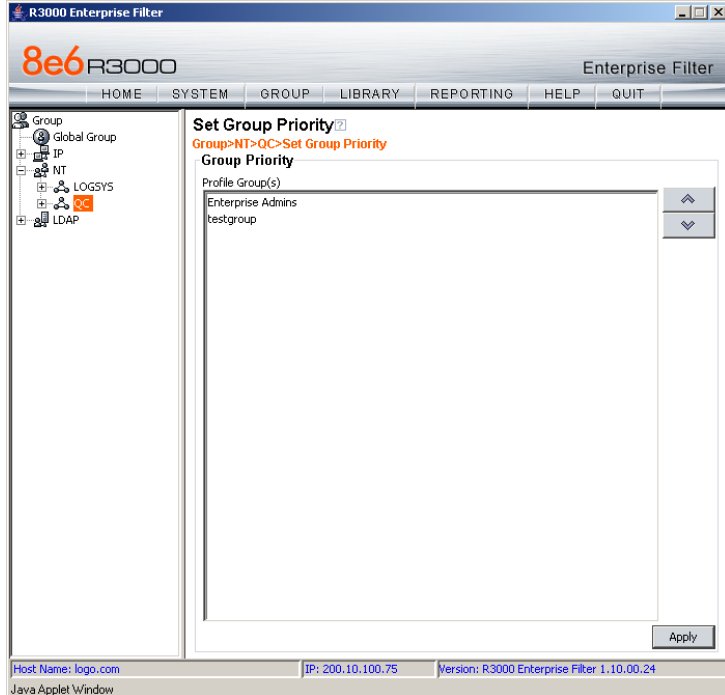 R3000 Enterprise Filter
8e6 R3000
Enterprise Filter
HOME SYSTEM GROUP LIBRARY REPORTING HELP QUIT
Group
Global Group
IP
NT
LOGSYS
QC
LDAP
Set Group Priority ?
Group>NT>QC>Set Group Priority
Group Priority
Profile Group(s)
Enterprise Admins
testgroup
Apply
Host Name: logo.com IP: 200.10.100.75 Version: R3000 Enterprise Filter 1.10.00.24
Java Applet Window